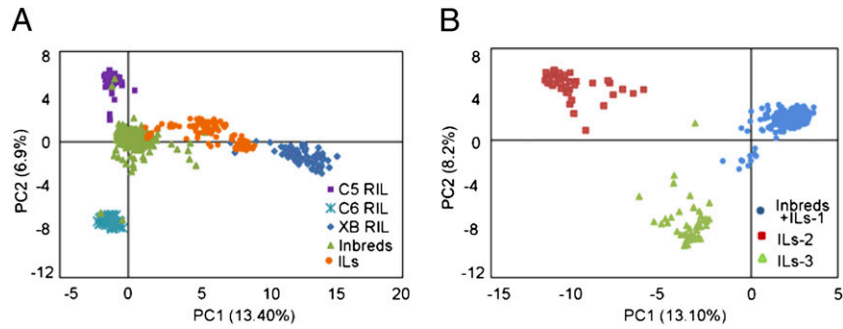 A
PC2 (6.9%)
8
4
0
-4
-8
-12
-5
0
5
10
15
20
PC1 (13.40%)
C5 RIL
C6 RIL
XB RIL
Inbreds
ILs
B
PC2 (8.2%)
8
4
0
-4
-8
-12
-15
-10
-5
0
5
PC1 (13.10%)
Inbreds
+ILs-1
ILs-2
ILs-3